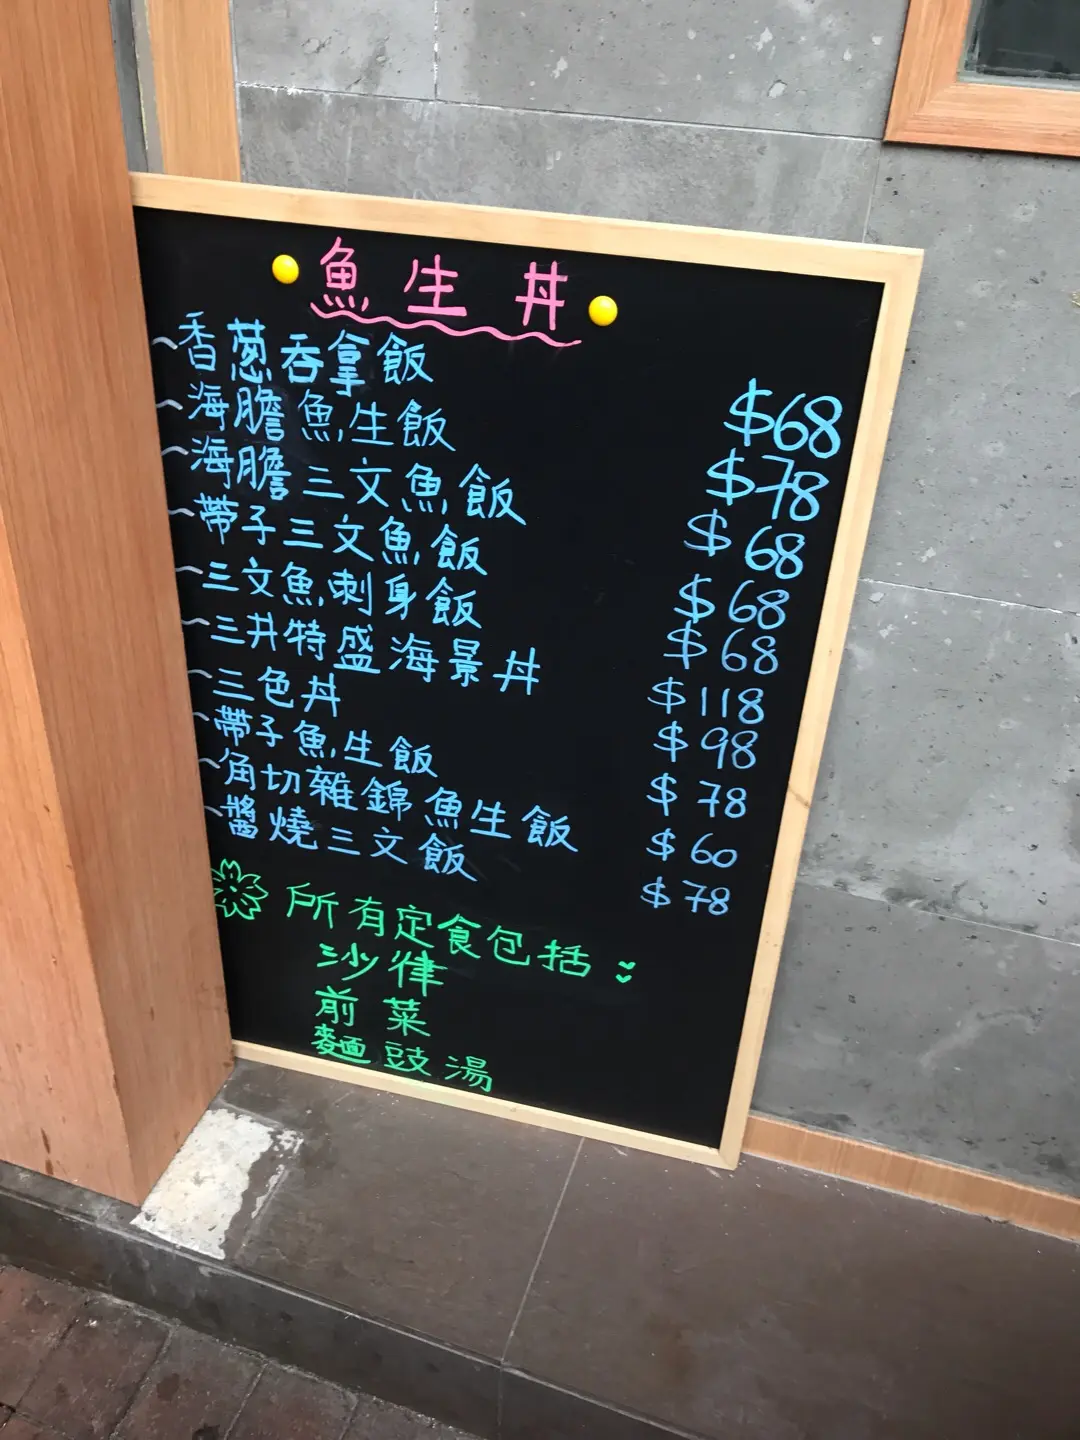 魚生丼
~香葱吞拿飯 $68
~海膽魚生飯 $78
~海膽三文魚飯 $68
~帶子三文魚飯 $68
~三文魚刺身飯 $68
~三井特盛海景丼 $118
~三色丼 $98
~帶子魚生飯 $78
~角切雜錦魚生飯 $60
~醬燒三文飯 $78
所有定食包括:
沙律
前菜
麵豉湯